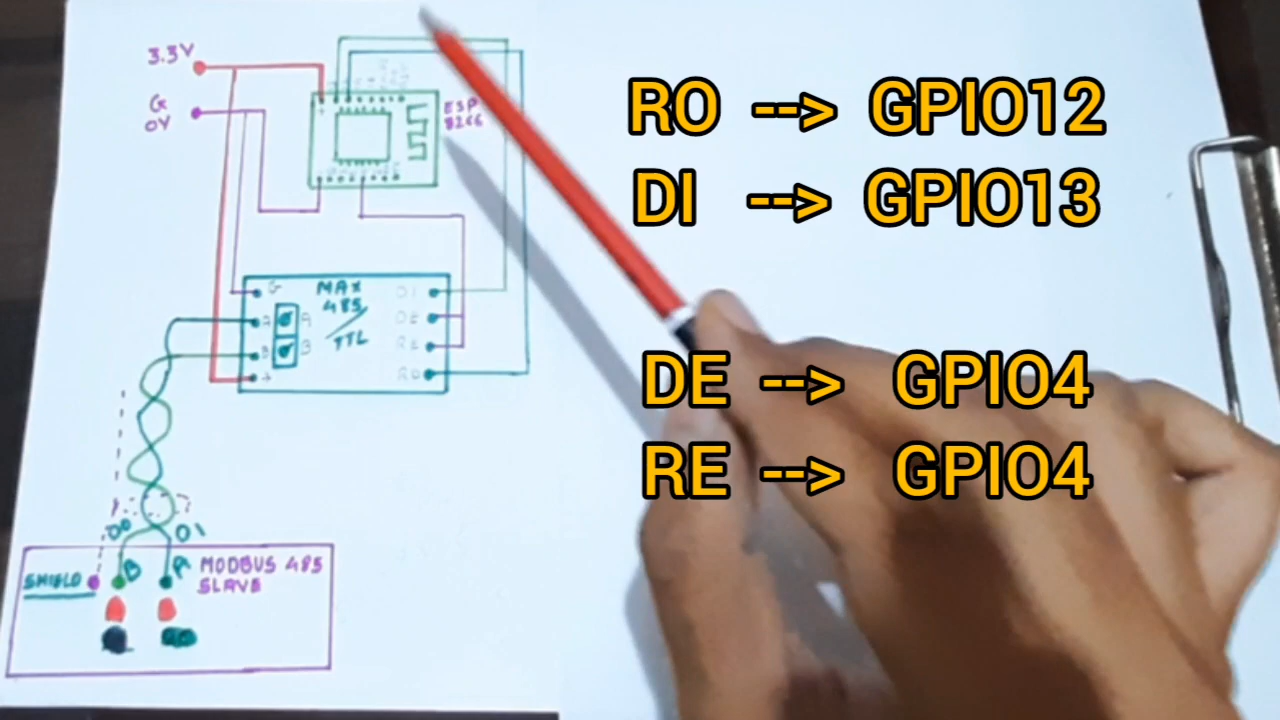 3.3V
G
0V
ESP
8266
RO --> GPIO12
DI --> GPIO13
DE --> GPIO4
RE --> GPIO4
G
MAX
485
TTL
A
A
DI
DE
B
B
RE
+
RO
D0
D1
SHIELD
B
A
MODBUS 485
SLAVE